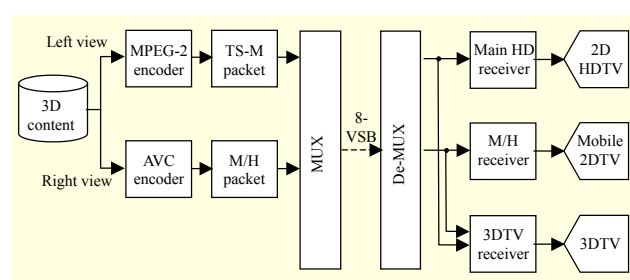 Left view
MPEG-2
encoder
TS-M
packet
3D
content
Right view
AVC
encoder
M/H
packet
MUX
8-
VSB
De-MUX
Main HD
receiver
2D
HDTV
M/H
receiver
Mobile
2DTV
3DTV
receiver
3DTV